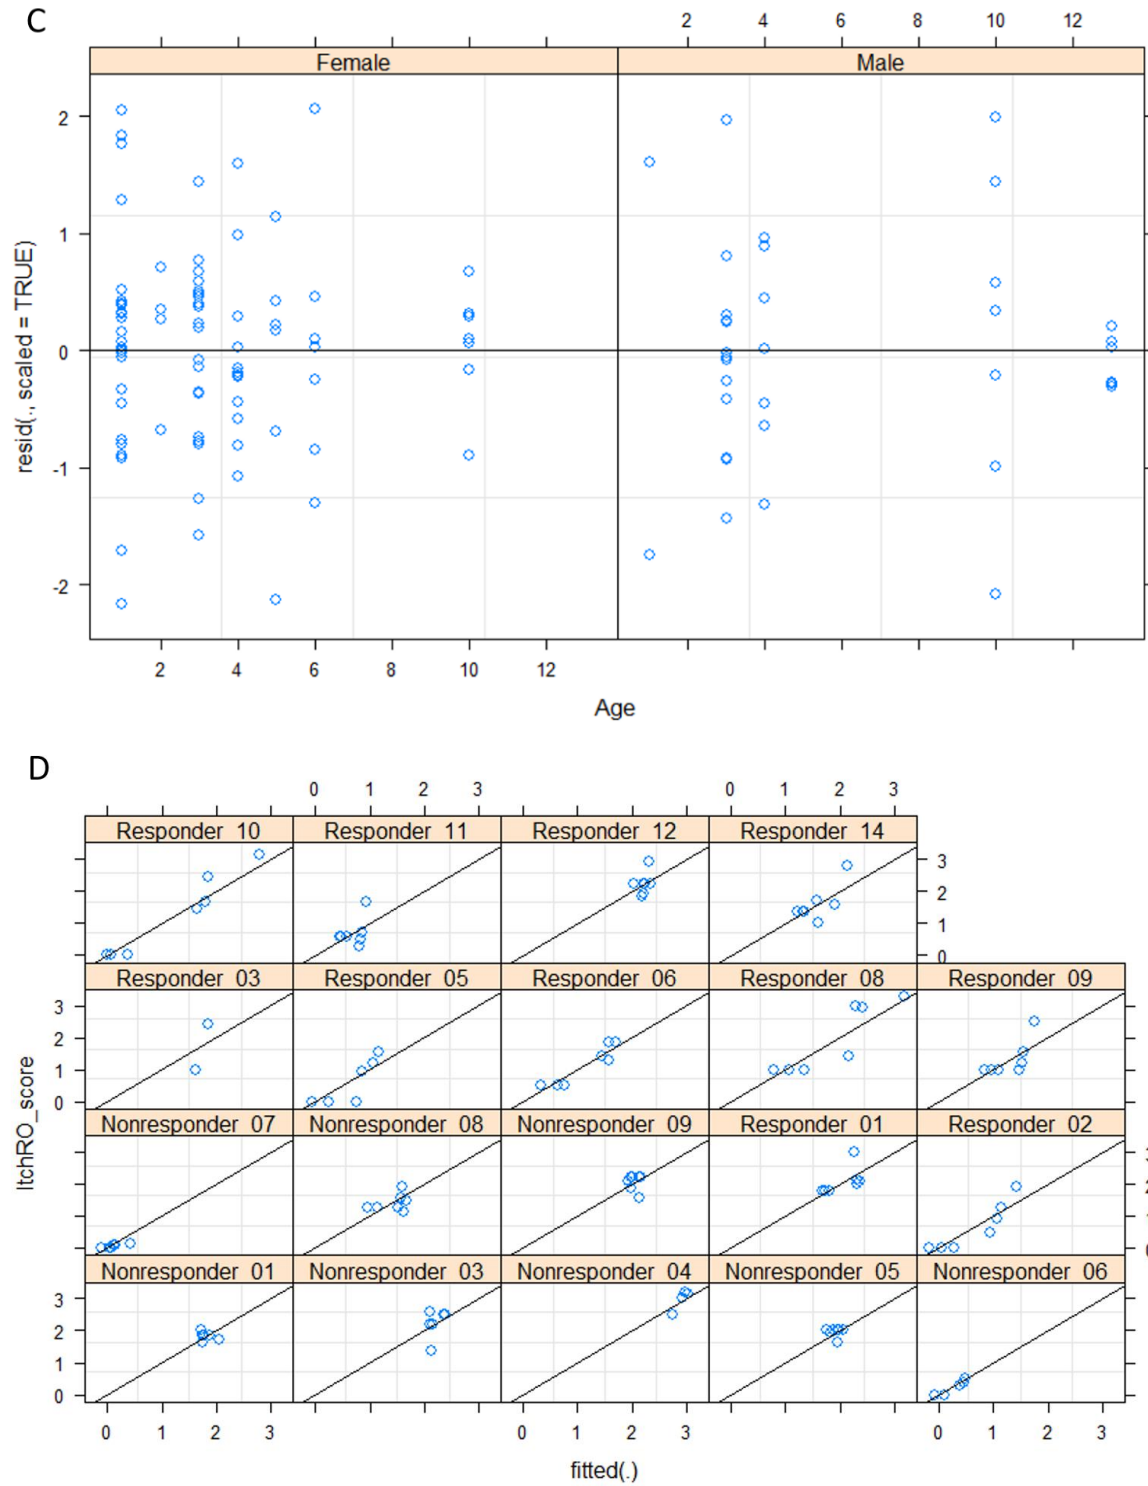 C
2 4 6 8 10 12
Female Male
2
1
0
-1
-2
resid(., scaled = TRUE)
2 4 6 8 10 12
Age
D
0 1 2 3 0 1 2 3
Responder 10 Responder 11 Responder 12 Responder 14
3
2
1
0
Responder 03 Responder 05 Responder 06 Responder 08 Responder 09
3
2
1
0
Nonresponder 07 Nonresponder 08 Nonresponder 09 Responder 01 Responder 02
3
2
1
0
Nonresponder 01 Nonresponder 03 Nonresponder 04 Nonresponder 05 Nonresponder 06
3
2
1
0
ItchRO_score
0 1 2 3 0 1 2 3 0 1 2 3
fitted(.)